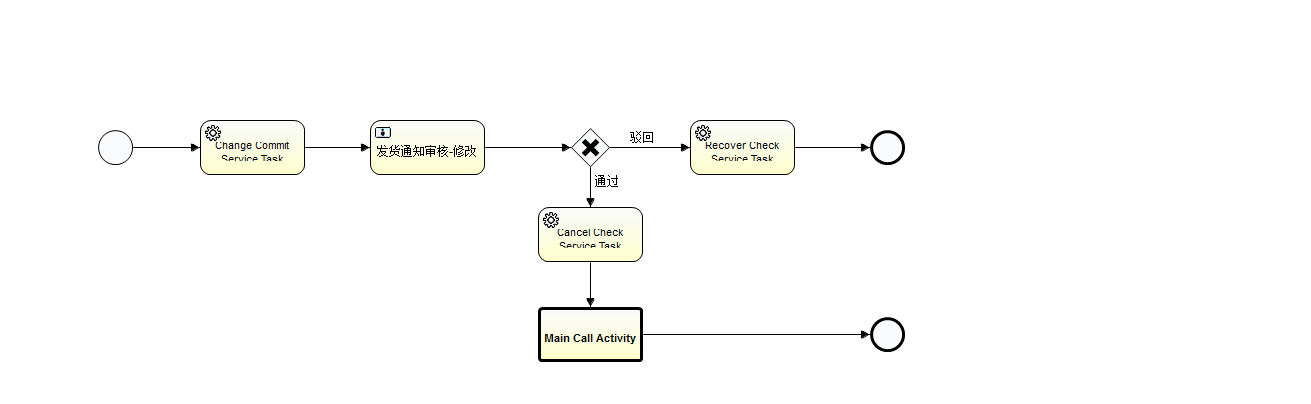 Change Commit
Service Task
发货通知审核-修改
驳回
Recover Check
Service Task
通过
Cancel Check
Service Task
Main Call Activity